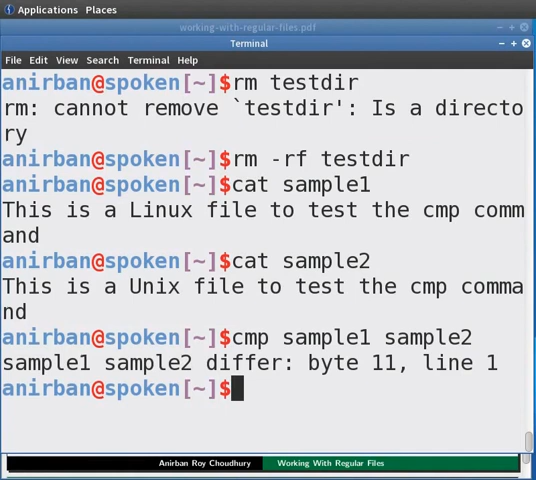 Applications Places
working-with-regular-files.pdf
Terminal
File Edit View Search Terminal Help
anirban@spoken[~]$rm testdir
rm: cannot remove `testdir': Is a directo
ry
anirban@spoken[~]$rm -rf testdir
anirban@spoken[~]$cat sample1
This is a Linux file to test the cmp comm
and
anirban@spoken[~]$cat sample2
This is a Unix file to test the cmp comma
nd
anirban@spoken[~]$cmp sample1 sample2
sample1 sample2 differ: byte 11, line 1
anirban@spoken[~]$
Anirban Roy Choudhury Working With Regular Files